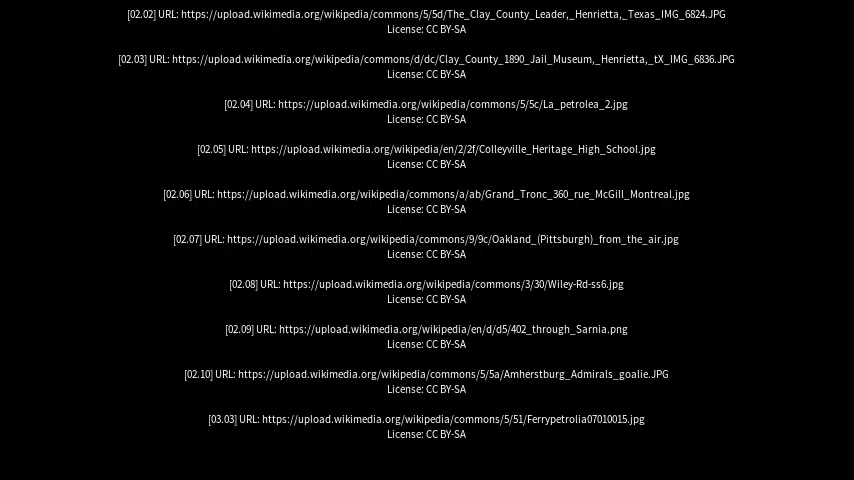 [02.02] URL: https://upload.wikimedia.org/wikipedia/commons/5/5d/The_Clay_County_Leader,_Henrietta,_Texas_IMG_6824.JPG
License: CC BY-SA
[02.03] URL: https://upload.wikimedia.org/wikipedia/commons/d/dc/Clay_County_1890_Jail_Museum,_Henrietta,_tX_IMG_6836.JPG
License: CC BY-SA
[02.04] URL: https://upload.wikimedia.org/wikipedia/commons/5/5c/La_petrolea_2.jpg
License: CC BY-SA
[02.05] URL: https://upload.wikimedia.org/wikipedia/en/2/2f/Colleyville_Heritage_High_School.jpg
License: CC BY-SA
[02.06] URL: https://upload.wikimedia.org/wikipedia/commons/a/ab/Grand_Tronc_360_rue_McGill_Montreal.jpg
License: CC BY-SA
[02.07] URL: https://upload.wikimedia.org/wikipedia/commons/9/9c/Oakland_(Pittsburgh)_from_the_air.jpg
License: CC BY-SA
[02.08] URL: https://upload.wikimedia.org/wikipedia/commons/3/30/Wiley-Rd-ss6.jpg
License: CC BY-SA
[02.09] URL: https://upload.wikimedia.org/wikipedia/en/d/d5/402_through_Sarnia.png
License: CC BY-SA
[02.10] URL: https://upload.wikimedia.org/wikipedia/commons/5/5a/Amherstburg_Admirals_goalie.JPG
License: CC BY-SA
[03.03] URL: https://upload.wikimedia.org/wikipedia/commons/5/51/Ferrypetrolia07010015.jpg
License: CC BY-SA